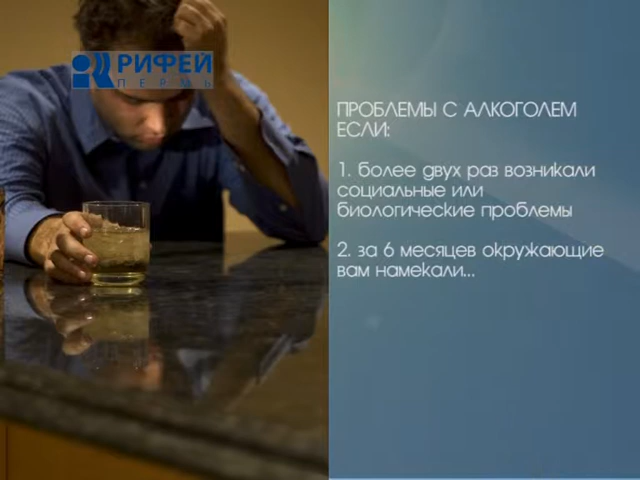 РИФЕЙ
ПЕРМЬ
ПРОБЛЕМЫ С АЛКОГОЛЕМ
ЕСЛИ:
1. более двух раз возникали
социальные или
биологические проблемы
2. за 6 месяцев окружающие
вам намекали...